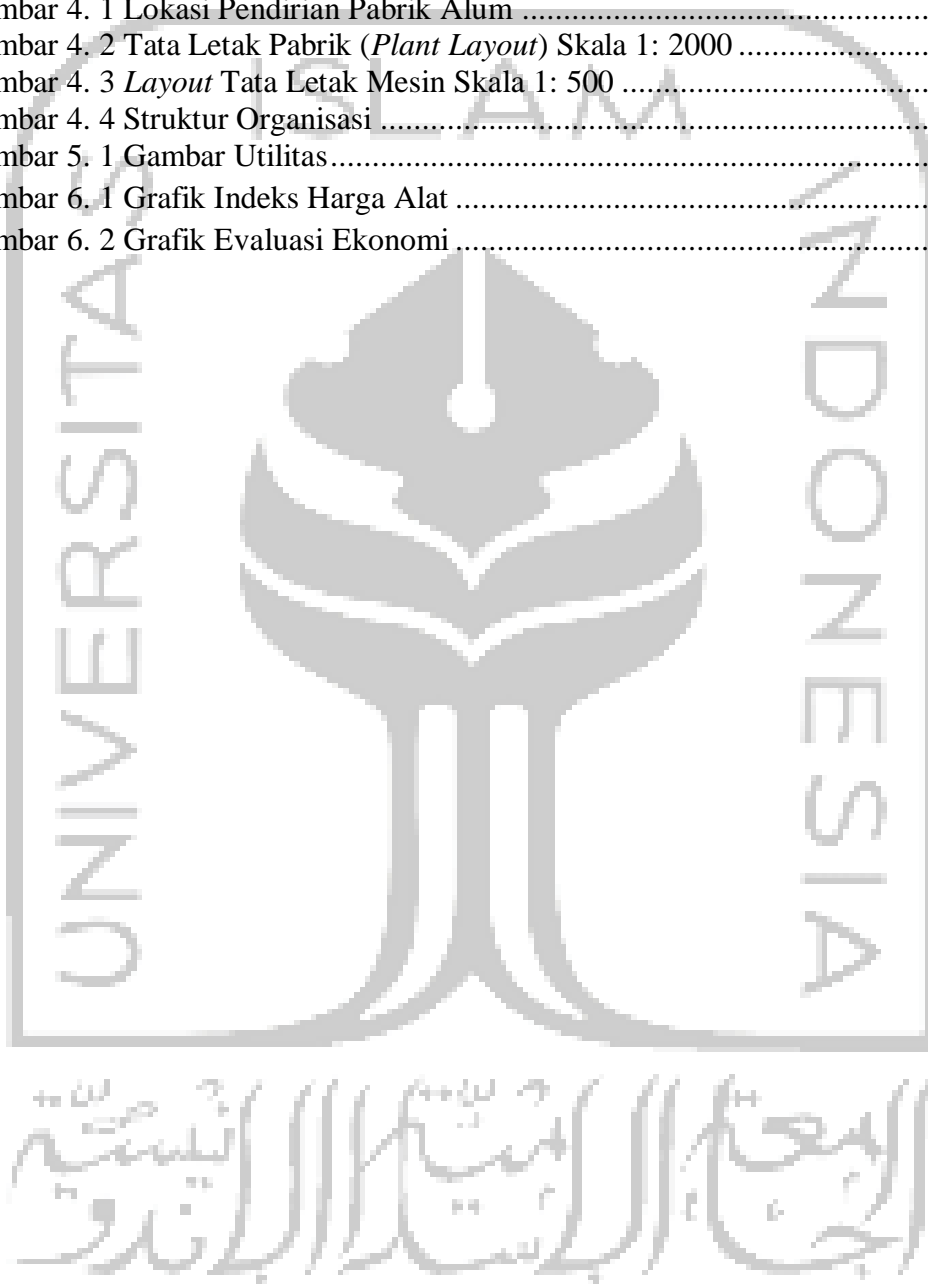 mbar 4. 1 Lokasi Pendirian Pabrik Alum ..................................................
mbar 4. 2 Tata Letak Pabrik (Plant Layout) Skala 1: 2000 .......................
mbar 4. 3 Layout Tata Letak Mesin Skala 1: 500 .....................................
mbar 4. 4 Struktur Organisasi ...................................................................
mbar 5. 1 Gambar Utilitas.........................................................................
mbar 6. 1 Grafik Indeks Harga Alat ..........................................................
mbar 6. 2 Grafik Evaluasi Ekonomi ..........................................................
ISLAM
UNIVERSITAS
INDONESIA